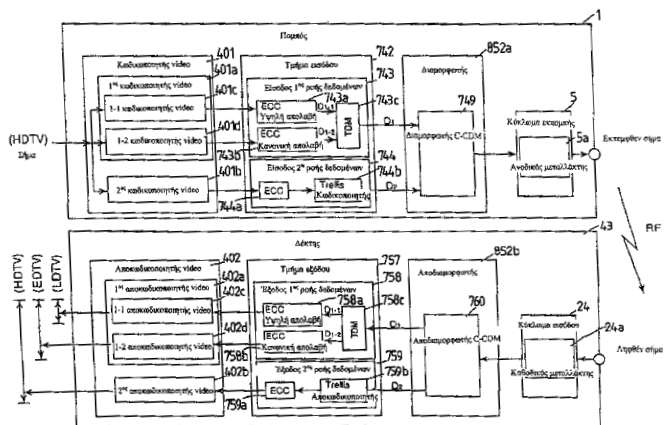 1
Πομπός
Κωδικοποιητής video
401
1ος κωδικοποιητής video
401a
401c
1-1 κωδικοποιητής video
401d
1-2 κωδικοποιητής video
2ος κωδικοποιητής video
401b
(HDTV)
Σήμα
Τμήμα εισόδου
742
Είσοδος 1ης ροής δεδομένων
743
ECC
Υψηλή απολαβή
743a
D1-1
743c
ECC
Κανονική απολαβή
D1-2
743b
TDM
D1
Είσοδος 2ης ροής δεδομένων
744
ECC
744a
Trellis
Κωδικοποιητής
744b
D2
852a
Διαμορφωτής
749
Διαμορφωτής C-CDM
5
Κύκλωμα εκπομπής
5a
Ανοδικός μεταλλάκτης
Εκπεμφθέν σήμα
RF
43
Δέκτης
(HDTV)
(EDTV)
(LDTV)
Αποκωδικοποιητής video
402
1ος αποκωδικοποιητής video
402a
402c
1-1 αποκωδικοποιητής video
402d
1-2 αποκωδικοποιητής video
402b
2ος αποκωδικοποιητής video
Τμήμα εξόδου
757
Έξοδος 1ης ροής δεδομένων
758
ECC
Υψηλή απολαβή
758a
D1-1
758c
ECC
Κανονική απολαβή
D1-2
758b
TDM
D1
Έξοδος 2ης ροής δεδομένων
759
ECC
759a
Trellis
Αποκωδικοποιητής
759b
D2
852b
Αποδιαμορφωτής
760
Αποδιαμορφωτής C-CDM
24
Κύκλωμα εισόδου
24a
Καθοδικός μεταλλάκτης
Ληφθέν σήμα